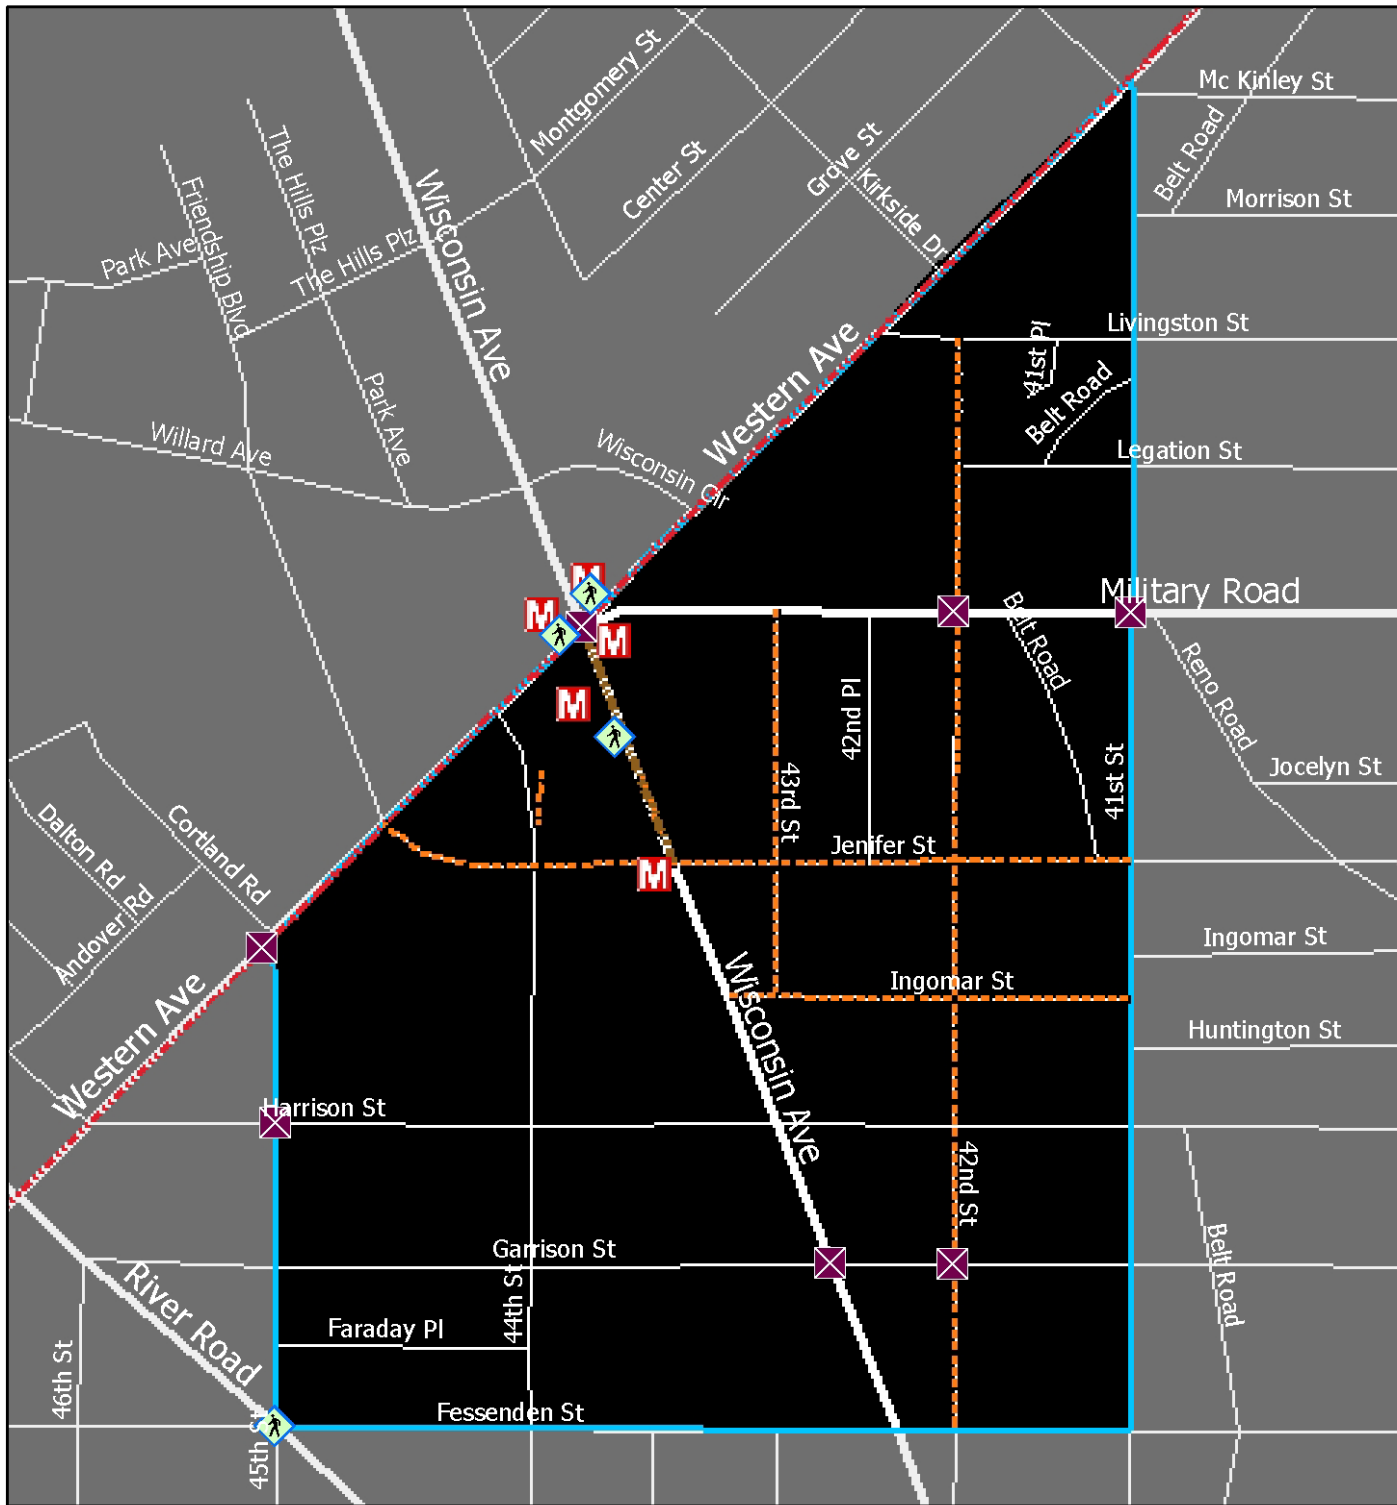 Mc Kinley St
Montgomery St
Belt Road
The Hills Plz
Center St
Grove St
Kirkside Dr
Wisconsin Ave
Friendship Blvd
Morrison St
Park Ave
The Hills Plz
Livingston St
Western Ave
41st Pl
Park Ave
Belt Road
Willard Ave
Wisconsin Cir
Legation St
M
Military Road
M
Belt Road
M
Reno Road
M
42nd Pl
43rd St
41st St
Jocelyn St
Cortland Rd
Dalton Rd
Jenifer St
M
Andover Rd
Ingomar St
Wisconsin Ave
Ingomar St
Western Ave
Huntington St
Harrison St
42nd St
Garrison St
Belt Road
River Road
44th St
Faraday Pl
46th St
Fessenden St
45th St